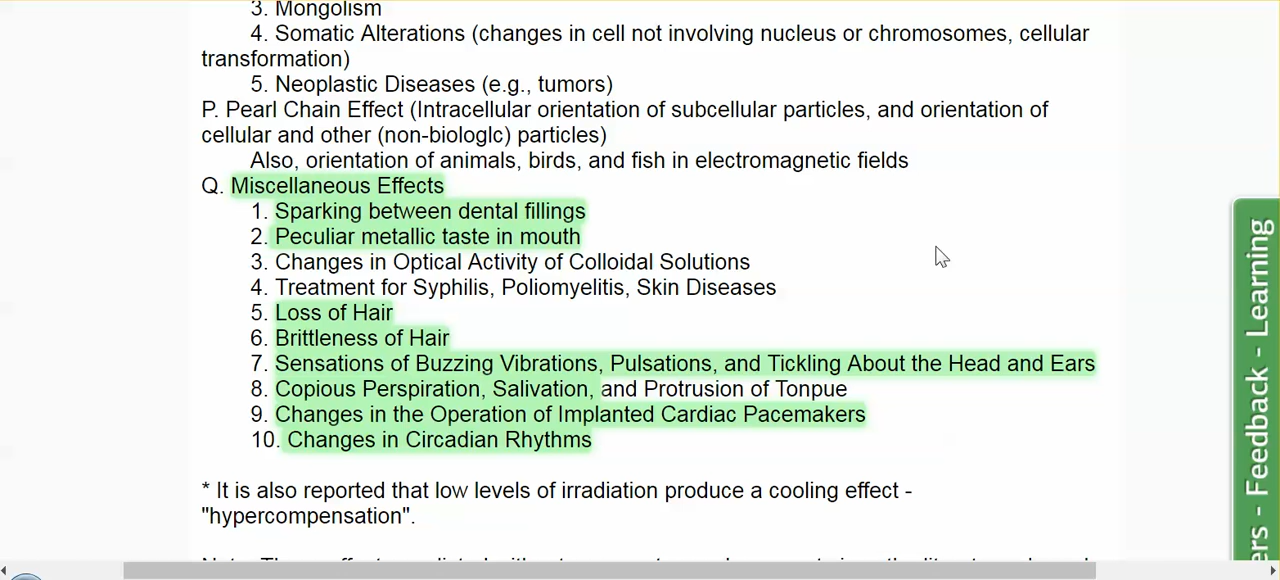 3. Mongolism
4. Somatic Alterations (changes in cell not involving nucleus or chromosomes, cellular
transformation)
5. Neoplastic Diseases (e.g., tumors)
P. Pearl Chain Effect (Intracellular orientation of subcellular particles, and orientation of
cellular and other (non-biologlc) particles)
Also, orientation of animals, birds, and fish in electromagnetic fields
Q. Miscellaneous Effects
1. Sparking between dental fillings
2. Peculiar metallic taste in mouth
3. Changes in Optical Activity of Colloidal Solutions
4. Treatment for Syphilis, Poliomyelitis, Skin Diseases
5. Loss of Hair
6. Brittleness of Hair
7. Sensations of Buzzing Vibrations, Pulsations, and Tickling About the Head and Ears
8. Copious Perspiration, Salivation, and Protrusion of Tonpue
9. Changes in the Operation of Implanted Cardiac Pacemakers
10. Changes in Circadian Rhythms
* It is also reported that low levels of irradiation produce a cooling effect -
"hypercompensation".
ers - Feedback - Learning